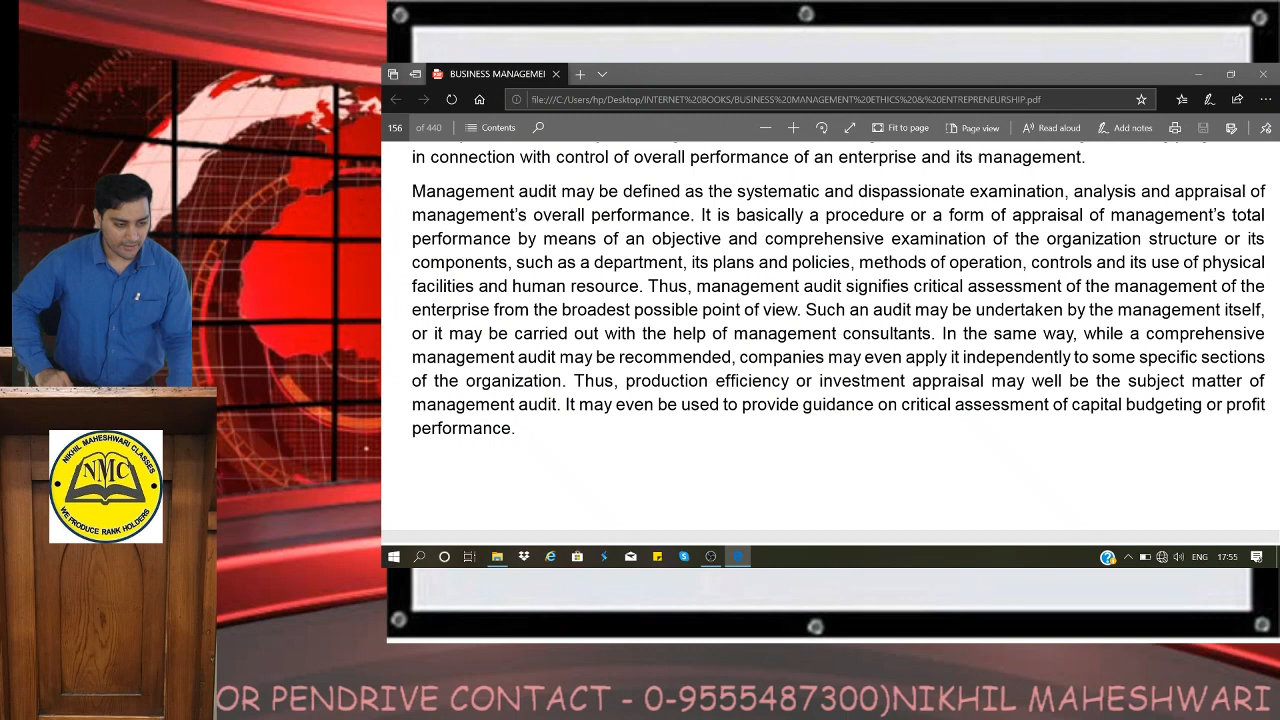 BUSINESS MANAGEMEI
file:///C:/Users/hp/Desktop/INTERNET%20BOOKS/BUSINESS%20MANAGEMENT%20ETHICS%20&%20ENTREPRENEURSHIP.pdf
156 of 440 Contents Fit to page Page view Read aloud Add notes
in connection with control of overall performance of an enterprise and its management.
Management audit may be defined as the systematic and dispassionate examination, analysis and appraisal of
management's overall performance. It is basically a procedure or a form of appraisal of management's total
performance by means of an objective and comprehensive examination of the organization structure or its
components, such as a department, its plans and policies, methods of operation, controls and its use of physical
facilities and human resource. Thus, management audit signifies critical assessment of the management of the
enterprise from the broadest possible point of view. Such an audit may be undertaken by the management itself,
or it may be carried out with the help of management consultants. In the same way, while a comprehensive
management audit may be recommended, companies may even apply it independently to some specific sections
of the organization. Thus, production efficiency or investment appraisal may well be the subject matter of
management audit. It may even be used to provide guidance on critical assessment of capital budgeting or profit
performance.
ENG 17:55
NIKHIL MAHESHWARI CLASSES
NMC
WE PRODUCE RANK HOLDERS
OR PENDRIVE CONTACT - 0-9555487300)NIKHIL MAHESHWARI